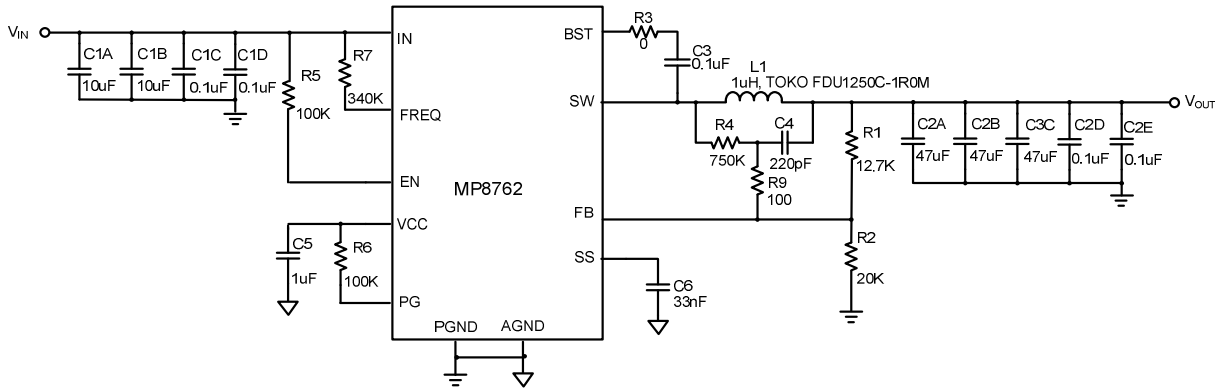 VIN
C1A
10uF
C1B
10uF
C1C
0.1uF
C1D
0.1uF
R5
100K
R7
340K
IN
FREQ
EN
VCC
PG
C5
1uF
R6
100K
MP8762
PGND
AGND
BST
SW
FB
SS
R3
0
C3
0.1uF
L1
1uH, TOKO FDU1250C-1R0M
R4
750K
C4
220pF
R9
100
R1
12.7K
R2
20K
C6
33nF
C2A
47uF
C2B
47uF
C3C
47uF
C2D
0.1uF
C2E
0.1uF
VOUT